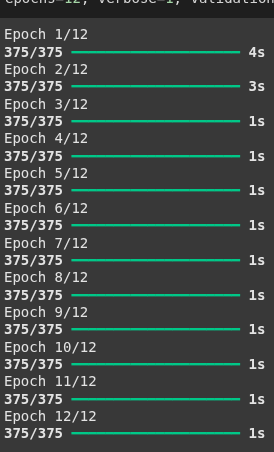 epochs=12, verbose=1, validation
Epoch 1/12
375/375 ━━━━━━━━━━━━━━━━━━━━ 4s
Epoch 2/12
375/375 ━━━━━━━━━━━━━━━━━━━━ 3s
Epoch 3/12
375/375 ━━━━━━━━━━━━━━━━━━━━ 1s
Epoch 4/12
375/375 ━━━━━━━━━━━━━━━━━━━━ 1s
Epoch 5/12
375/375 ━━━━━━━━━━━━━━━━━━━━ 1s
Epoch 6/12
375/375 ━━━━━━━━━━━━━━━━━━━━ 1s
Epoch 7/12
375/375 ━━━━━━━━━━━━━━━━━━━━ 1s
Epoch 8/12
375/375 ━━━━━━━━━━━━━━━━━━━━ 1s
Epoch 9/12
375/375 ━━━━━━━━━━━━━━━━━━━━ 1s
Epoch 10/12
375/375 ━━━━━━━━━━━━━━━━━━━━ 1s
Epoch 11/12
375/375 ━━━━━━━━━━━━━━━━━━━━ 1s
Epoch 12/12
375/375 ━━━━━━━━━━━━━━━━━━━━ 1s